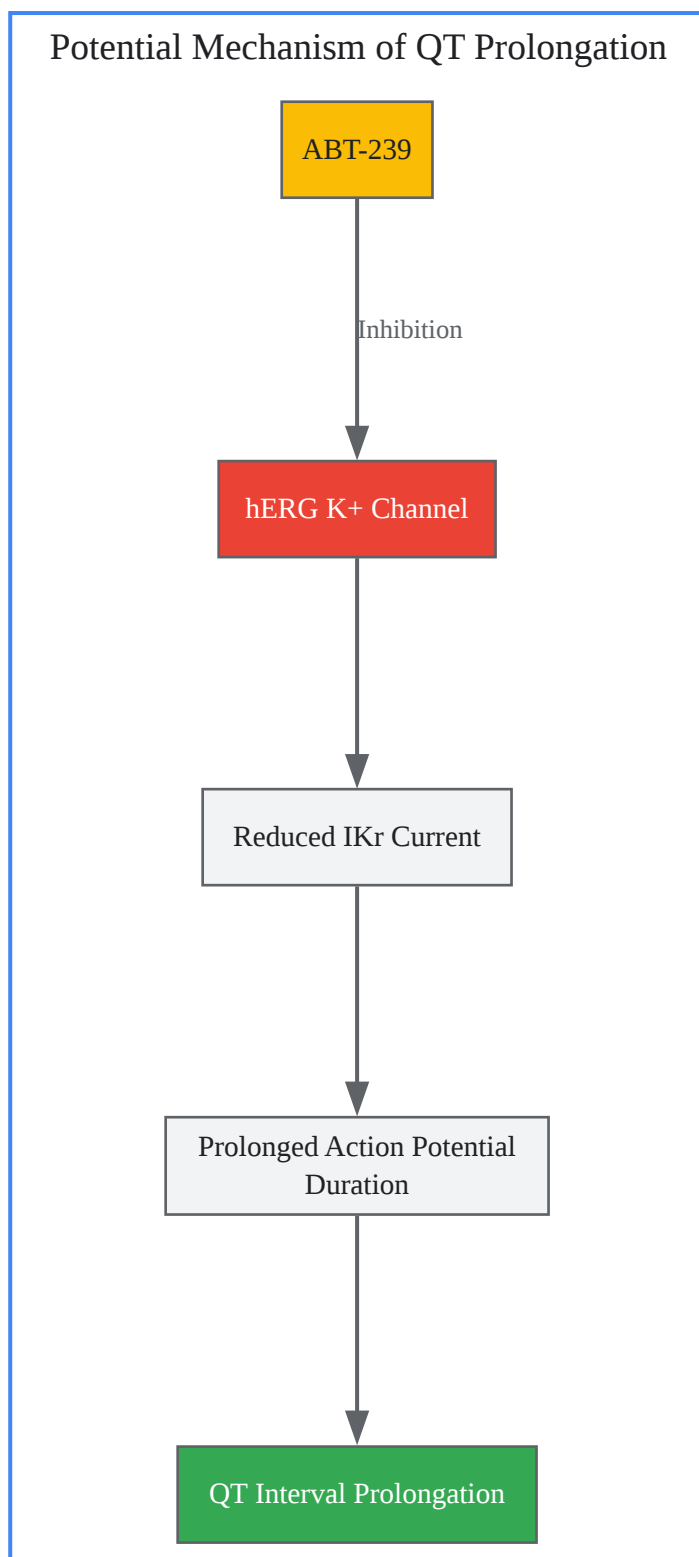 Potential Mechanism of QT Prolongation
ABT-239
Inhibition
hERG K+ Channel
Reduced IKr Current
Prolonged Action Potential
Duration
QT Interval Prolongation